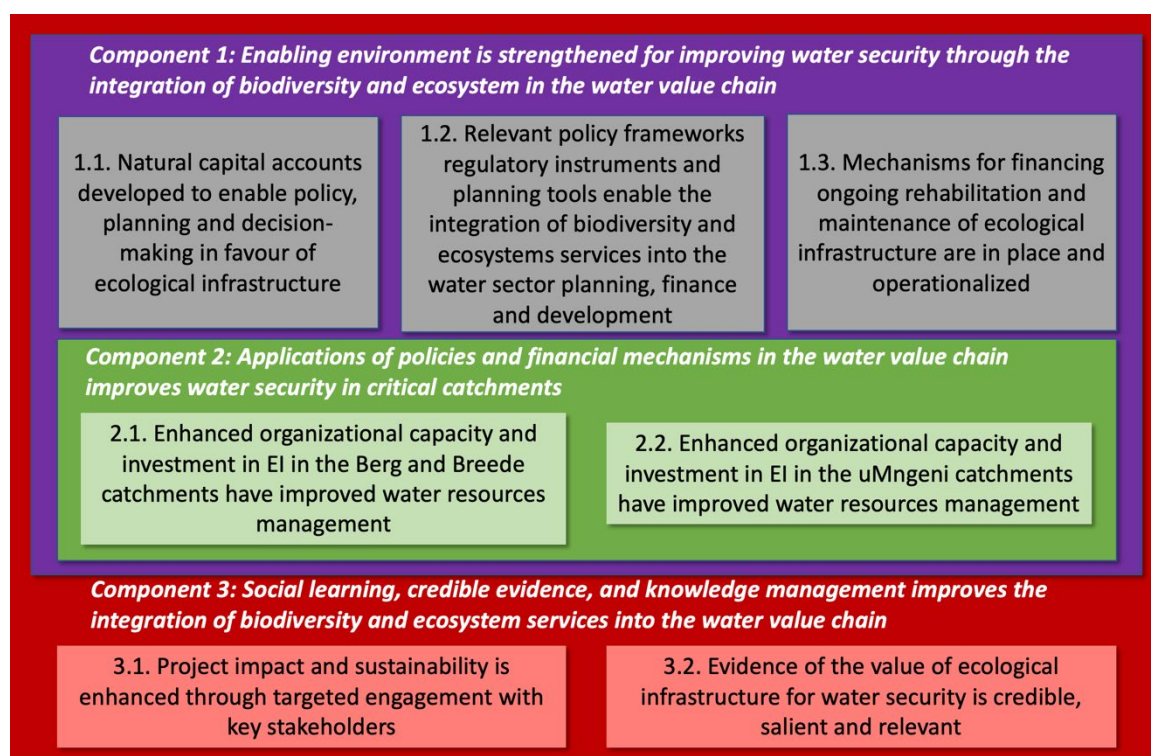 Component 1: Enabling environment is strengthened for improving water security through the
integration of biodiversity and ecosystem in the water value chain
1.1. Natural capital accounts
developed to enable policy,
planning and decision-
making in favour of
ecological infrastructure
1.2. Relevant policy frameworks
regulatory instruments and
planning tools enable the
integration of biodiversity and
ecosystems services into the
water sector planning, finance
and development
1.3. Mechanisms for financing
ongoing rehabilitation and
maintenance of ecological
infrastructure are in place and
operationalized
Component 2: Applications of policies and financial mechanisms in the water value chain
improves water security in critical catchments
2.1. Enhanced organizational capacity and
investment in EI in the Berg and Breede
catchments have improved water resources
management
2.2. Enhanced organizational capacity and
investment in EI in the uMngeni catchments
have improved water resources management
Component 3: Social learning, credible evidence, and knowledge management improves the
integration of biodiversity and ecosystem services into the water value chain
3.1. Project impact and sustainability is
enhanced through targeted engagement with
key stakeholders
3.2. Evidence of the value of ecological
infrastructure for water security is credible,
salient and relevant